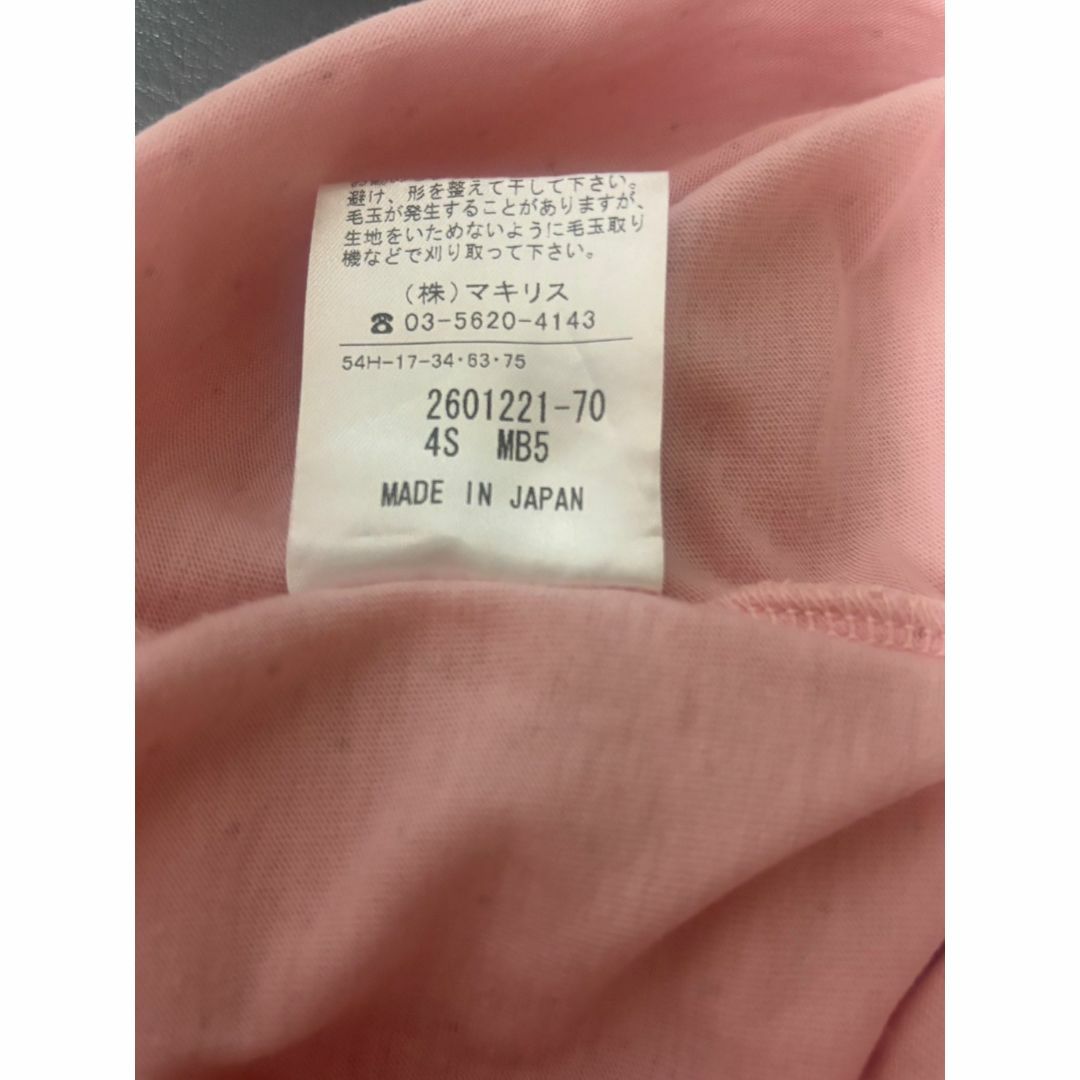 避け、形を整えて干して下さい。
毛玉が発生することがありますが、
生地をいためないように毛玉取り
機などで刈り取って下さい。
(株)マキリス
☎ 03-5620-4143
54H-17-34・63・75
2601221-70
4S MB5
MADE IN JAPAN